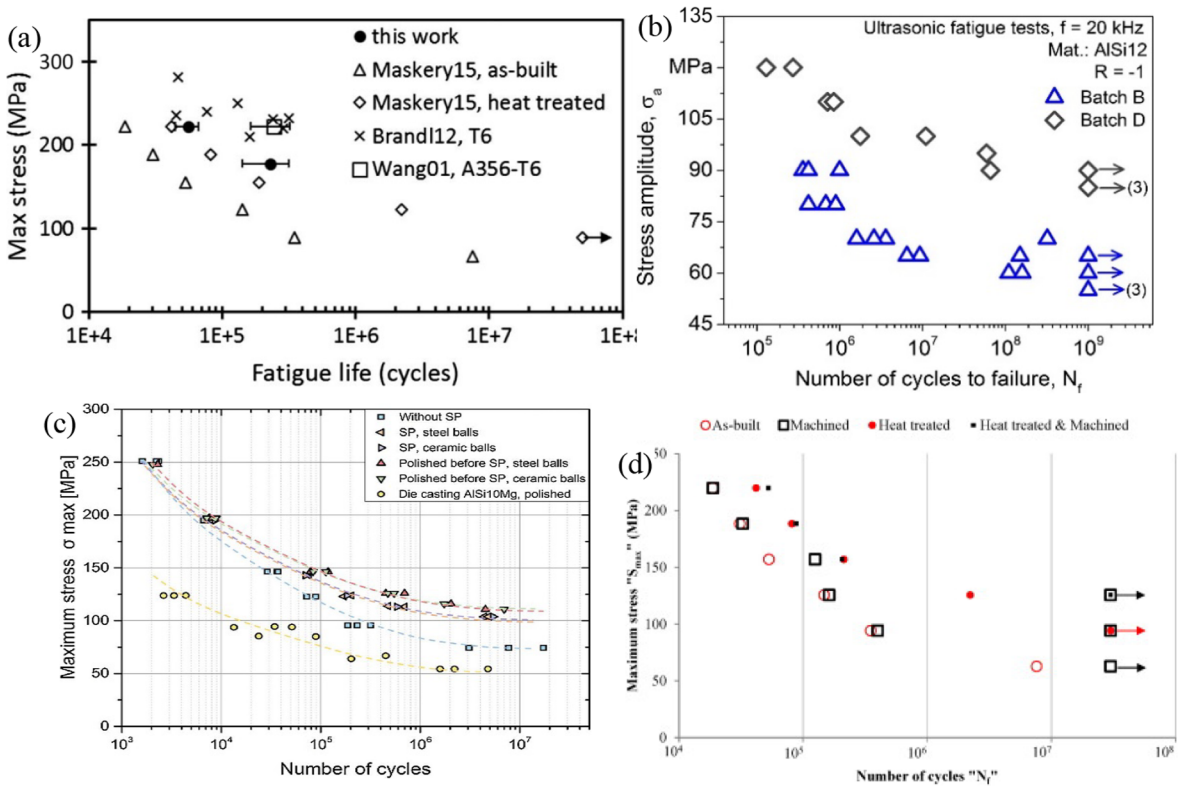 (a)
this work
Maskery15, as-built
Maskery15, heat treated
Brandl12, T6
Wang01, A356-T6
Max stress (MPa)
300
200
100
0
1E+4
1E+5
1E+6
1E+7
1E+8
Fatigue life (cycles)
(b)
Ultrasonic fatigue tests, f = 20 kHz
Mat.: AlSi12
R = -1
Batch B
Batch D
Stress amplitude, σa
135
MPa
105
90
75
60
45
(3)
(3)
10^5
10^6
10^7
10^8
10^9
Number of cycles to failure, Nf
(c)
Without SP
SP, steel balls
SP, ceramic balls
Polished before SP, steel balls
Polished before SP, ceramic balls
Die casting AlSi10Mg, polished
Maximum stress σ max [MPa]
300
250
200
150
100
50
0
10^3
10^4
10^5
10^6
10^7
Number of cycles
As-built
Machined
Heat treated
Heat treated & Machined
(d)
Maximum stress "Smax" (MPa)
250
200
150
100
50
0
10^4
10^5
10^6
10^7
10^8
Number of cycles "Nf"